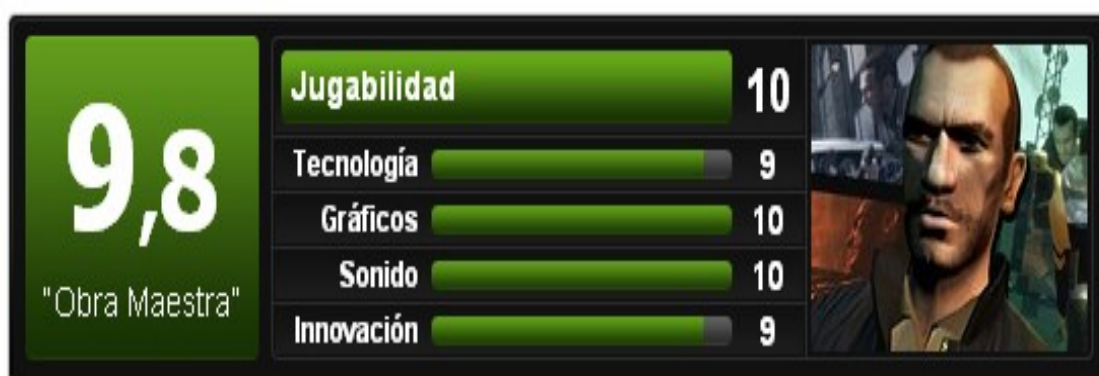 9,8
"Obra Maestra"
Jugabilidad 10
Tecnología 9
Gráficos 10
Sonido 10
Innovación 9